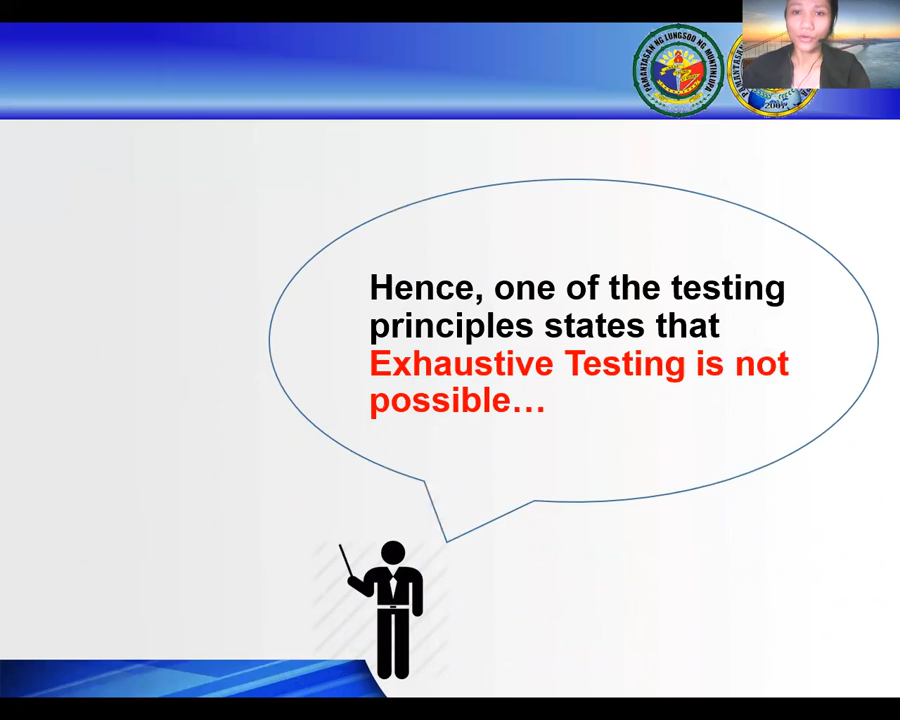 PAMANTASAN NG LUNGSOD NG MUNTINLUPA
Hence, one of the testing
principles states that
Exhaustive Testing is not
possible…